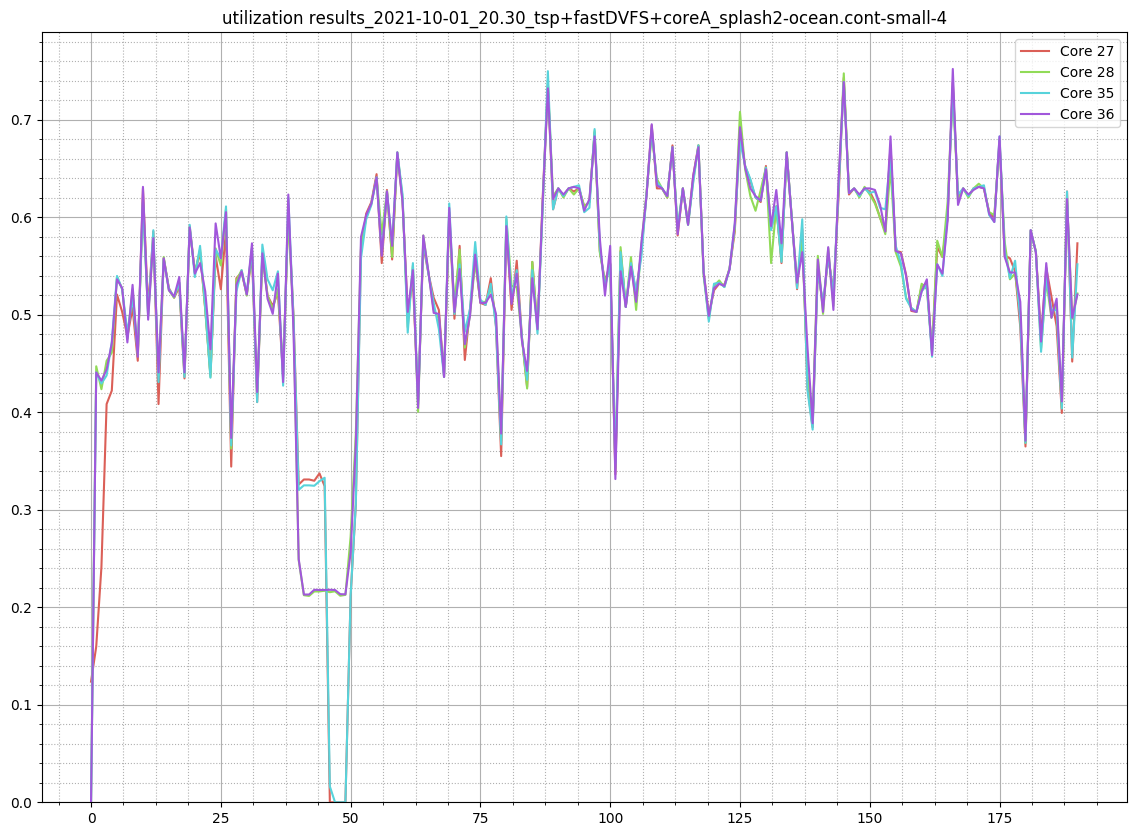 utilization results_2021-10-01_20.30_tsp+fastDVFS+coreA_splash2-ocean.cont-small-4
Core 27
Core 28
Core 35
Core 36
0.7
0.6
0.5
0.4
0.3
0.2
0.1
0.0
0 25 50 75 100 125 150 175